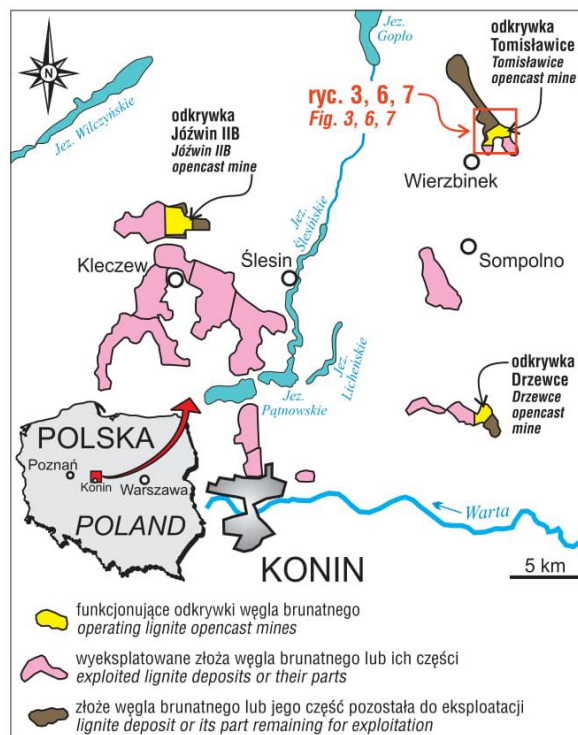 N
Jez. Wilczyńskie
Jez.
Gopło
odkrywka
Tomisławice
Tomisławice
opencast mine
ryc. 3, 6, 7
Fig. 3, 6, 7
Wierzbinek
odkrywka
Jóźwin IIB
Jóźwin IIB
opencast mine
Jez.
Ślesińskie
Kleczew
Ślesin
Sompolno
Jez.
Licheńskie
Jez.
Pątnowskie
odkrywka
Drzewce
Drzewce
opencast
mine
POLSKA
Poznań
Konin
Warszawa
POLAND
Warta
KONIN
5 km
funkcjonujące odkrywki węgla brunatnego
operating lignite opencast mines
wyeksplatowane złoża węgla brunatnego lub ich części
exploited lignite deposits or their parts
złoże węgla brunatnego lub jego część pozostała do eksploatacji
lignite deposit or its part remaining for exploitation